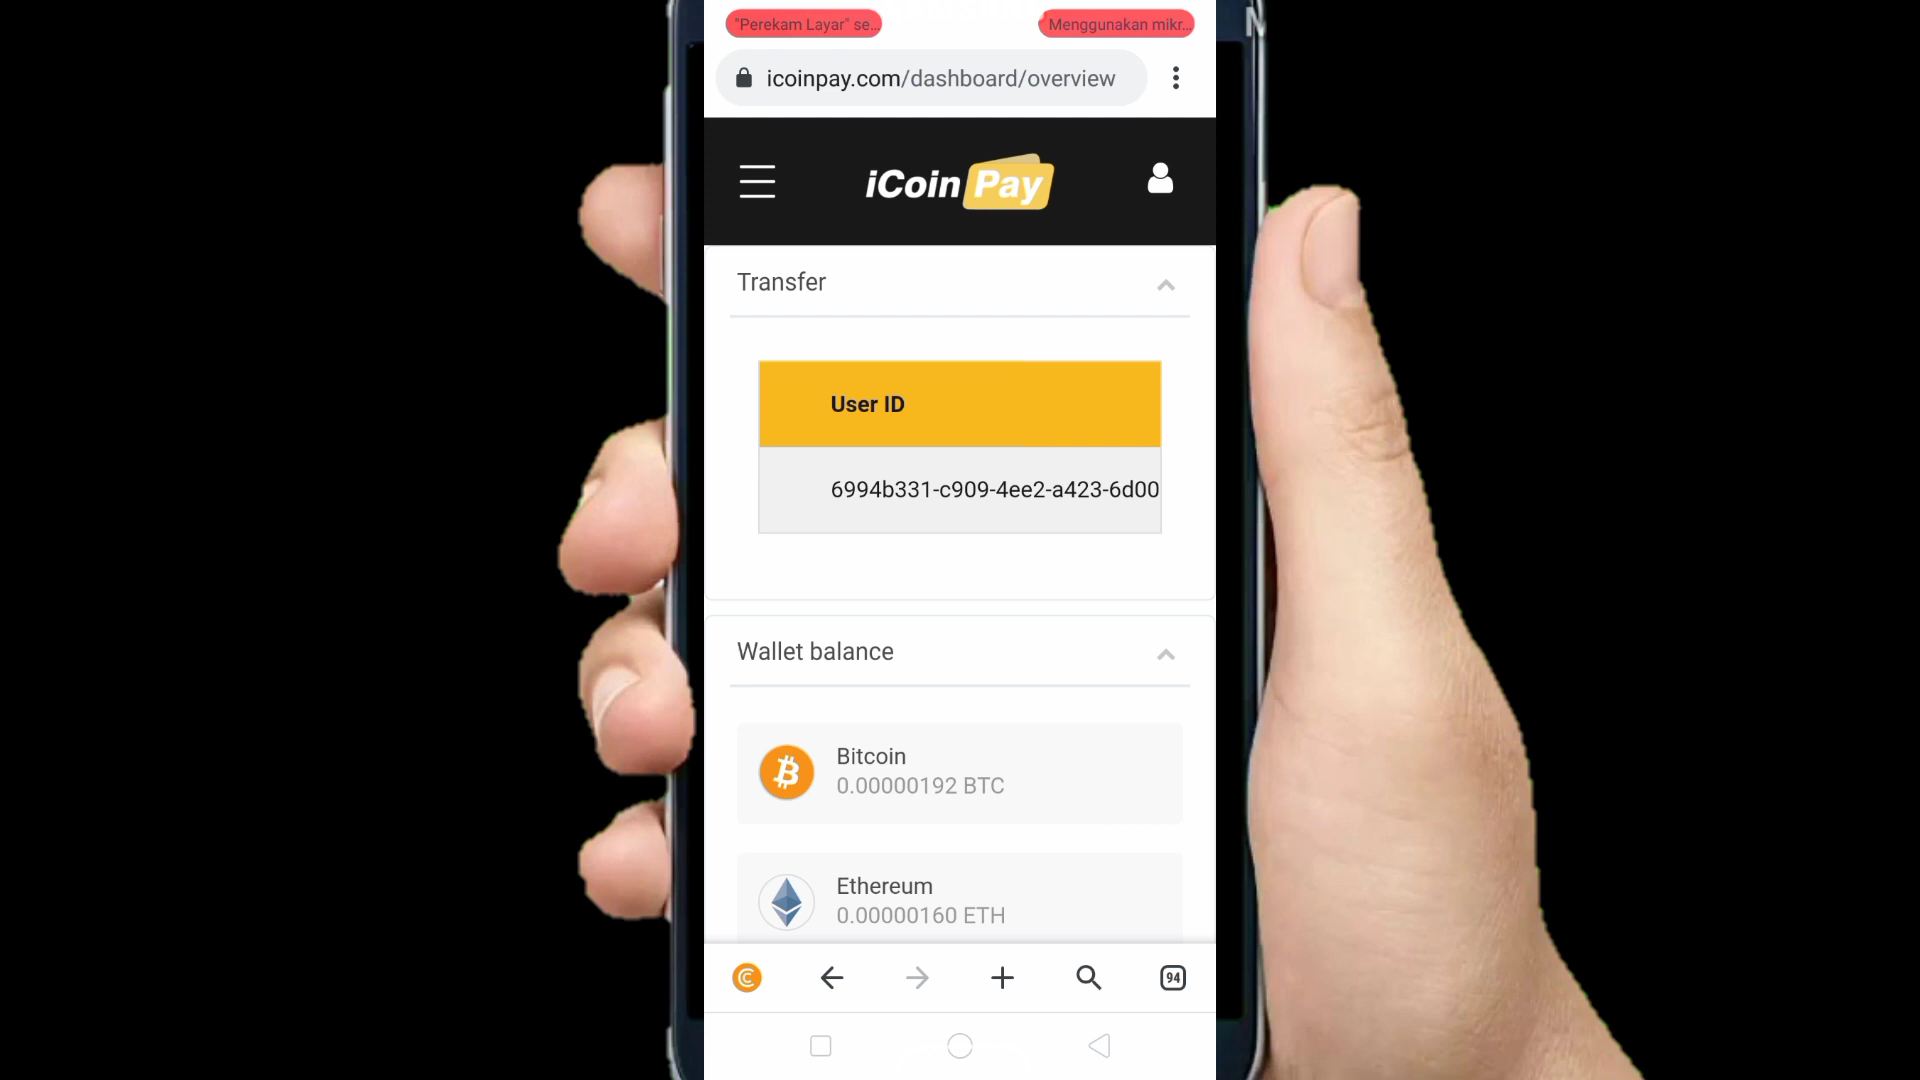 "Perekam Layar" se...
Menggunakan mikr...
icoinpay.com/dashboard/overview
iCoin Pay
Transfer
User ID
6994b331-c909-4ee2-a423-6d00
Wallet balance
Bitcoin
0.00000192 BTC
Ethereum
0.00000160 ETH
94